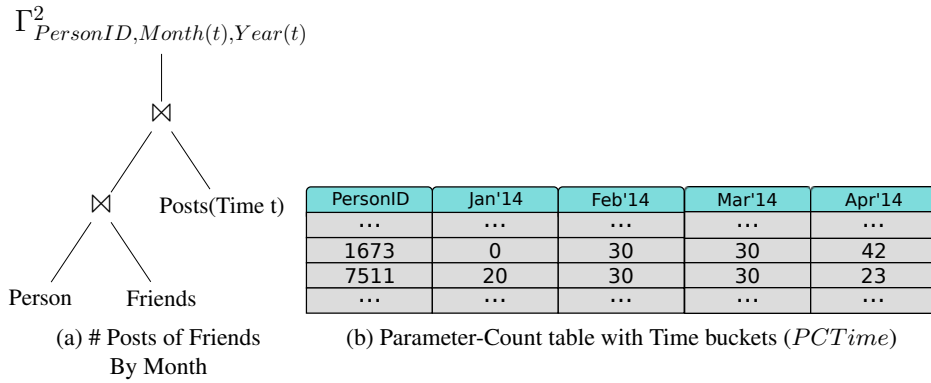 Γ²PersonID,Month(t),Year(t)
⋈
⋈ Posts(Time t)
Person Friends
(a) # Posts of Friends
By Month
PersonID Jan'14 Feb'14 Mar'14 Apr'14
... ... ... ... ...
1673 0 30 30 42
7511 20 30 30 23
... ... ... ... ...
(b) Parameter-Count table with Time buckets (PCTime)